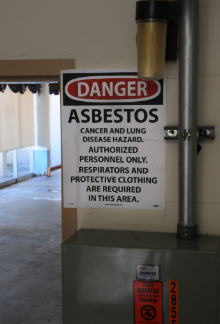 DANGER
ASBESTOS
CANCER AND LUNG
DISEASE HAZARD.
AUTHORIZED
PERSONNEL ONLY.
RESPIRATORS AND
PROTECTIVE CLOTHING
ARE REQUIRED
IN THIS AREA.